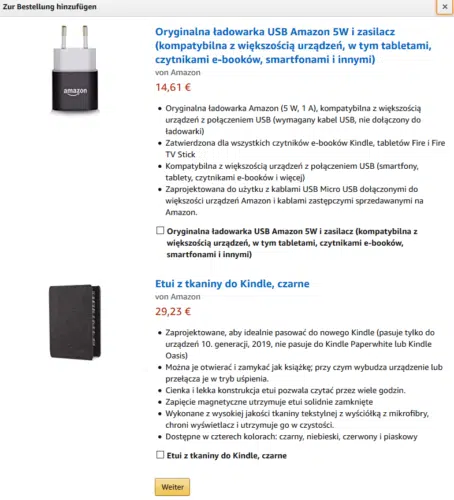 Zur Bestellung hinzufügen
×
Oryginalna ładowarka USB Amazon 5W i zasilacz
(kompatybilna z większością urządzeń, w tym tabletami,
czytnikami e-booków, smartfonami i innymi)
von Amazon
14,61 €
amazon
• Oryginalna ładowarka Amazon (5 W, 1 A), kompatybilna z większością
urządzeń z połączeniem USB (wymagany kabel USB, nie dołączony do
ładowarki)
• Zatwierdzona dla wszystkich czytników e-booków Kindle, tabletów Fire i Fire
TV Stick
• Kompatybilna z większością urządzeń z połączeniem USB (smartfony,
tablety, czytnikami e-booków i więcej)
• Zaprojektowana do użytku z kablami USB Micro USB dołączonymi do
większości urządzeń Amazon i kablami zastępczymi sprzedawanymi na
Amazon.
Oryginalna ładowarka USB Amazon 5W i zasilacz (kompatybilna z
większością urządzeń, w tym tabletami, czytnikami e-booków,
smartfonami i innymi)
Etui z tkaniny do Kindle, czarne
von Amazon
29,23 €
• Zaprojektowane, aby idealnie pasować do nowego Kindle (pasuje tylko do
urządzeń 10. generacji, 2019, nie pasuje do Kindle Paperwhite lub Kindle
Oasis)
• Można je otwierać i zamykać jak książkę; przy czym wybudza urządzenie lub
przełącza je w tryb uśpienia.
• Cienka i lekka konstrukcja etui pozwala czytać przez wiele godzin.
• Zapięcie magnetyczne utrzymuje etui solidnie zamknięte
• Wykonane z wysokiej jakości tkaniny tekstylnej z wyściółką z mikrofibry,
chroni wyświetlacz i utrzymuje go w czystości.
• Dostępne w czterech kolorach: czarny, niebieski, czerwony i piaskowy
Etui z tkaniny do Kindle, czarne
Weiter